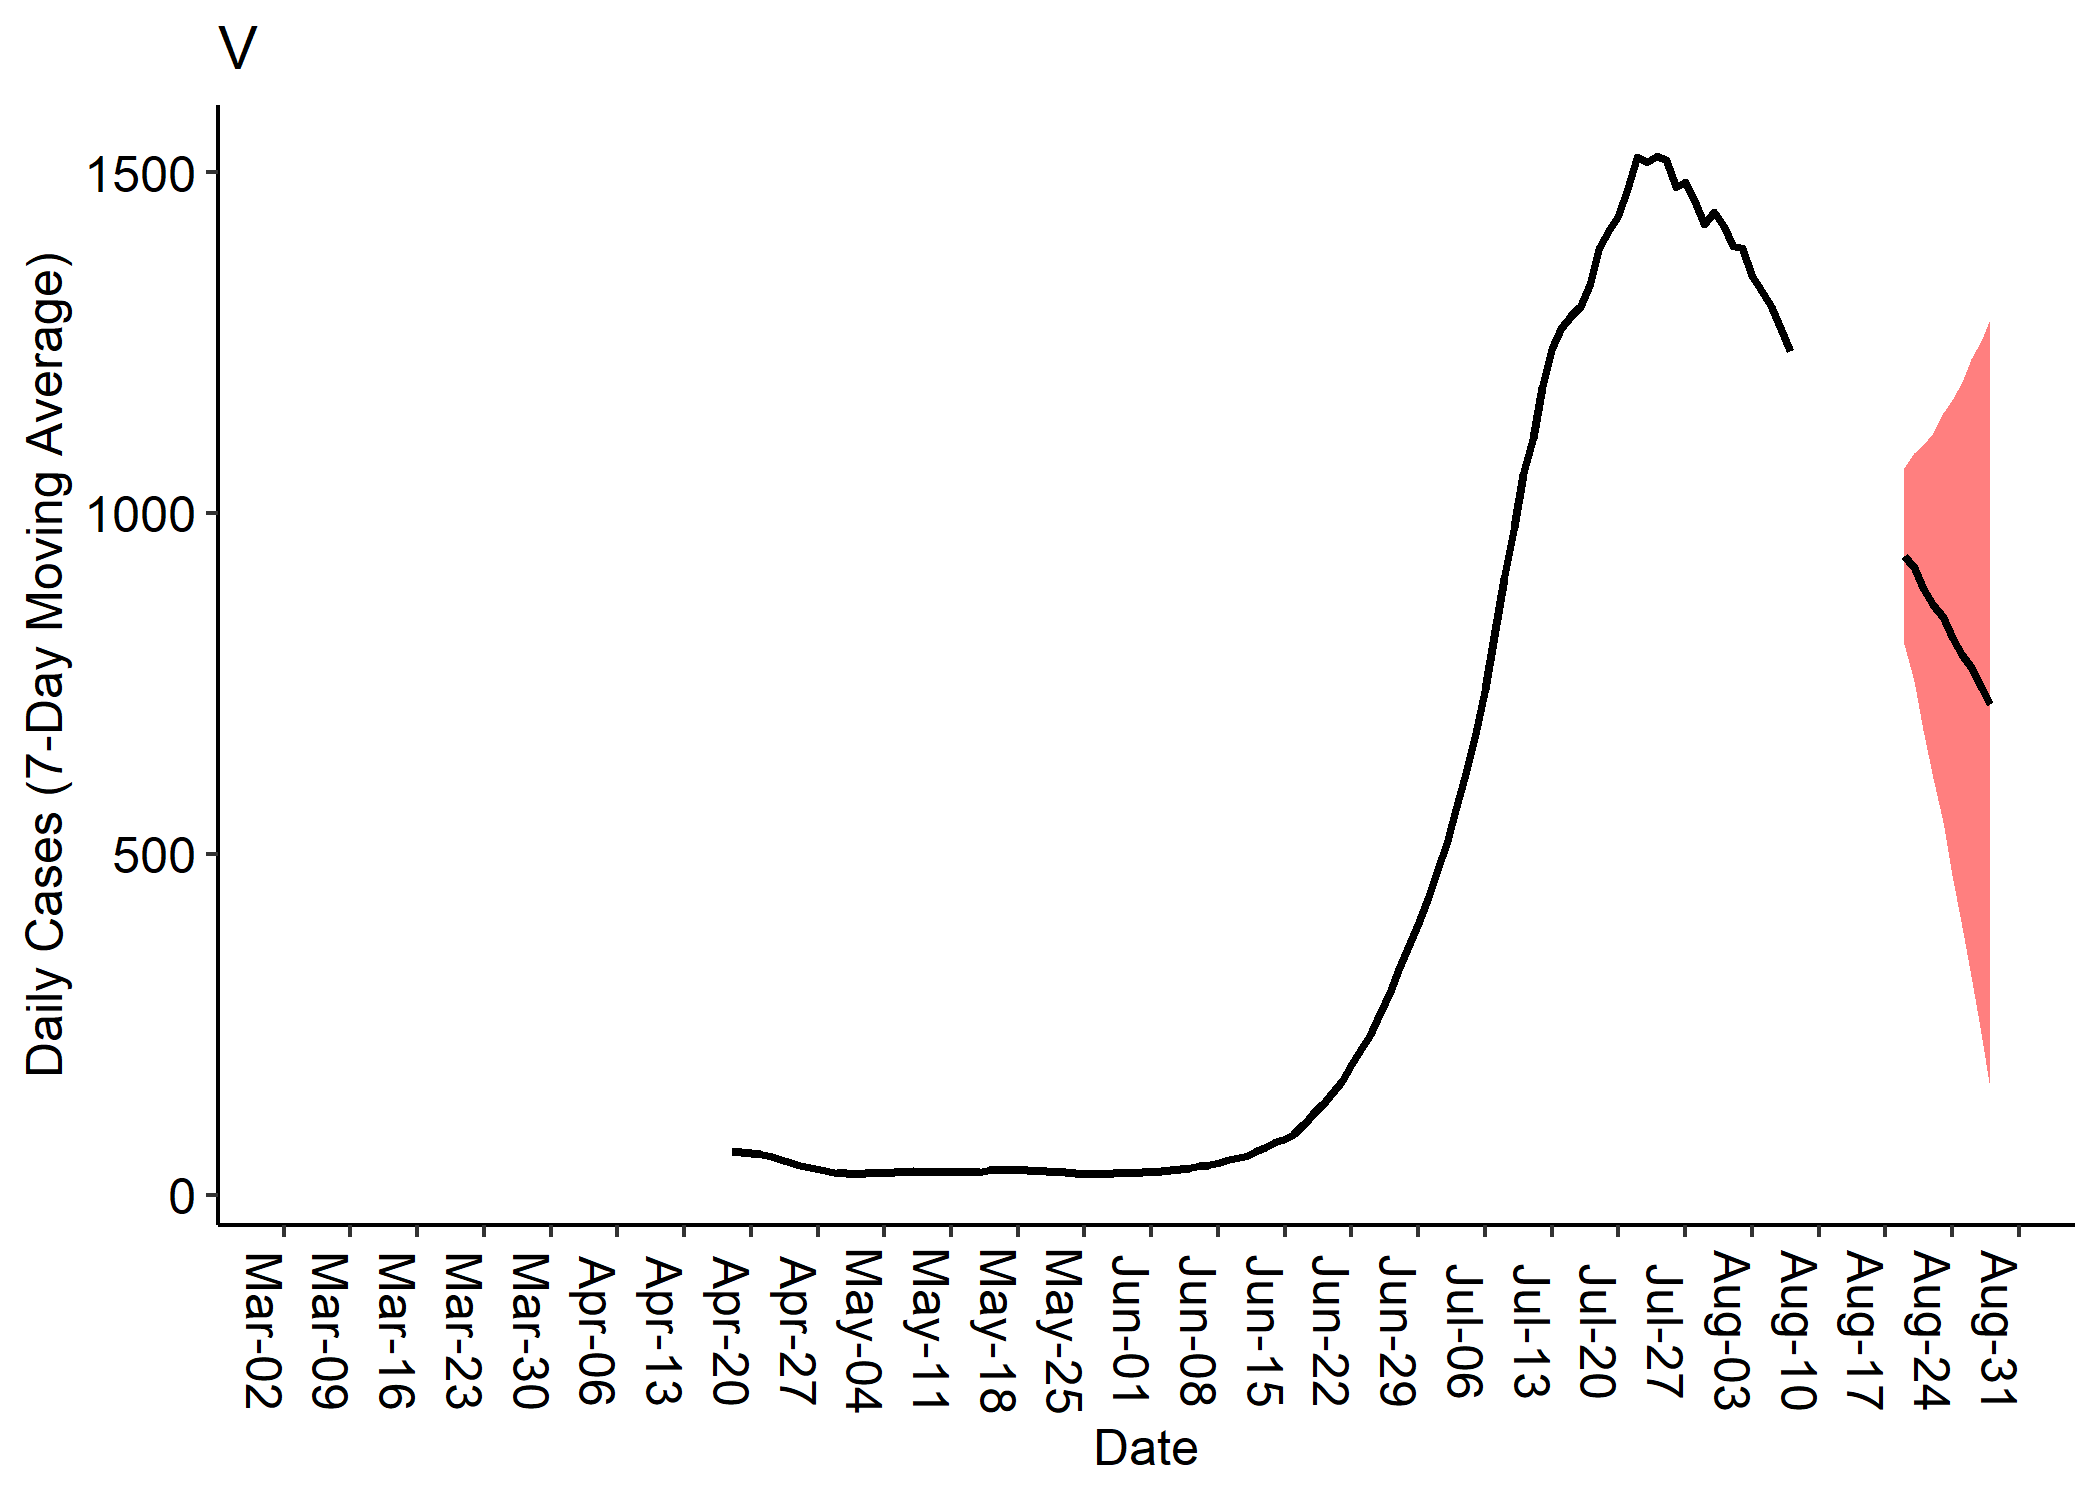 V
Daily Cases (7-Day Moving Average)
1500
1000
500
0
Mar-02
Mar-09
Mar-16
Mar-23
Mar-30
Apr-06
Apr-13
Apr-20
Apr-27
May-04
May-11
May-18
May-25
Jun-01
Jun-08
Jun-15
Jun-22
Jun-29
Jul-06
Jul-13
Jul-20
Jul-27
Aug-03
Aug-10
Aug-17
Aug-24
Aug-31
Date